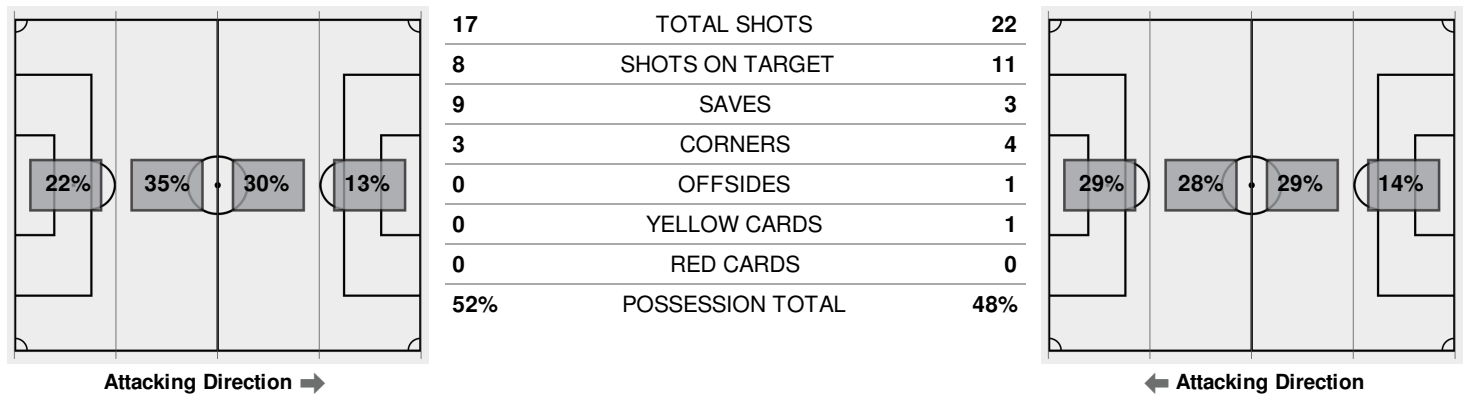 17 TOTAL SHOTS 22
8 SHOTS ON TARGET 11
9 SAVES 3
3 CORNERS 4
0 OFFSIDES 1
0 YELLOW CARDS 1
0 RED CARDS 0
52% POSSESSION TOTAL 48%
22% 35% 30% 13%
Attacking Direction
29% 28% 29% 14%
Attacking Direction